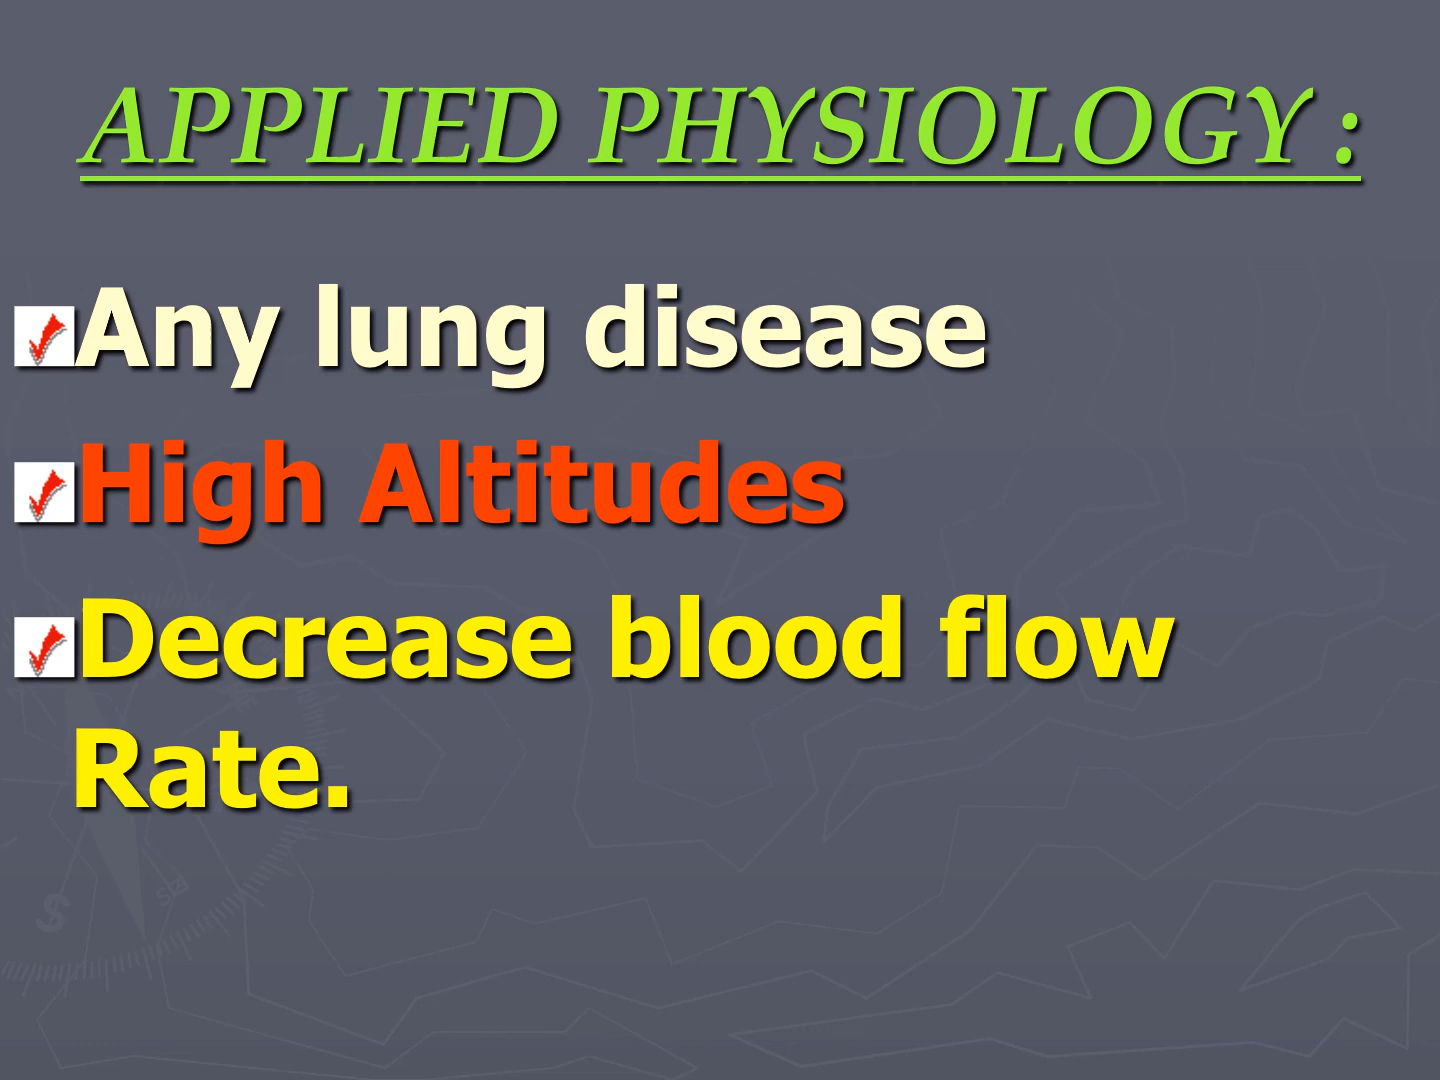 APPLIED PHYSIOLOGY :
Any lung disease
High Altitudes
Decrease blood flow
Rate.